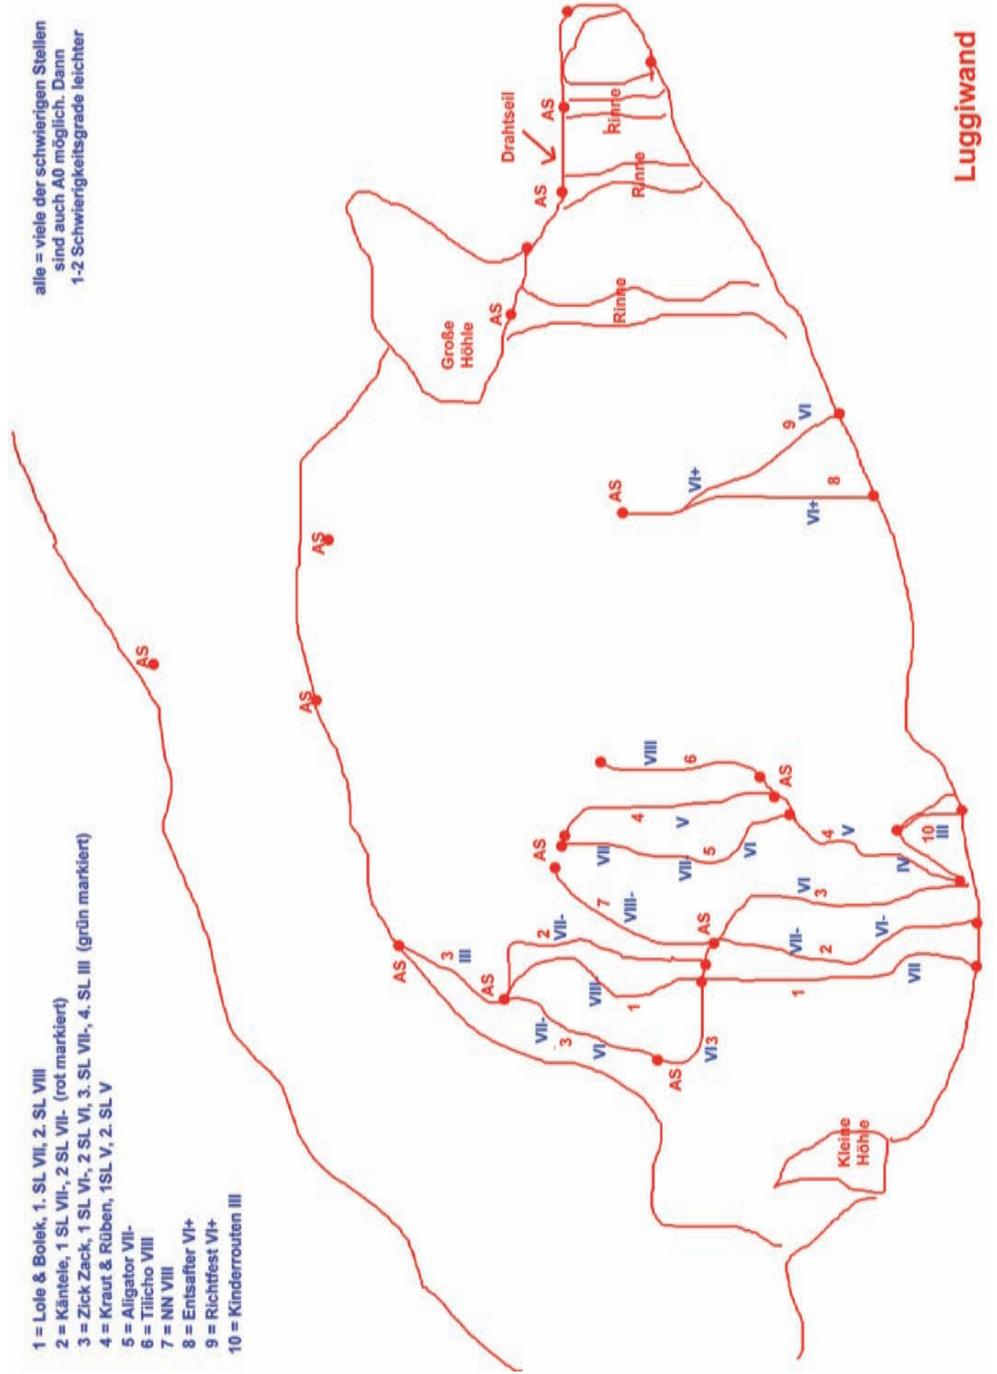 1 = Lole & Bolek, 1. SL VII, 2. SL VIII
2 = Käntele, 1 SL VII-, 2 SL VII- (rot markiert)
3 = Zick Zack, 1 SL VI-, 2 SL VI, 3. SL VII-, 4. SL III (grün markiert)
4 = Kraut & Rüben, 1SL V, 2. SL V
5 = Aligator VII-
6 = Tilicho VIII
7 = NN VIII
8 = Entsafter VI+
9 = Richtfest VI+
10 = Kinderrouten III
alle = viele der schwierigen Stellen
sind auch A0 möglich. Dann
1-2 Schwierigkeitsgrade leichter
AS
AS
AS
AS
3
III
AS
2
VII-
VIII
1
VII-
3
VI
AS
VI 3
AS
7
VIII-
AS
VII
VII-
5
VI
4
V
VIII
6
AS
4
V
IV
VI
3
VII-
2
VI-
1
VII
10
III
Kleine
Höhle
AS
VI+
9
VI
8
VI+
Große
Höhle
AS
Rinne
AS
Drahtseil
AS
Rinne
Rinne
Luggiwand